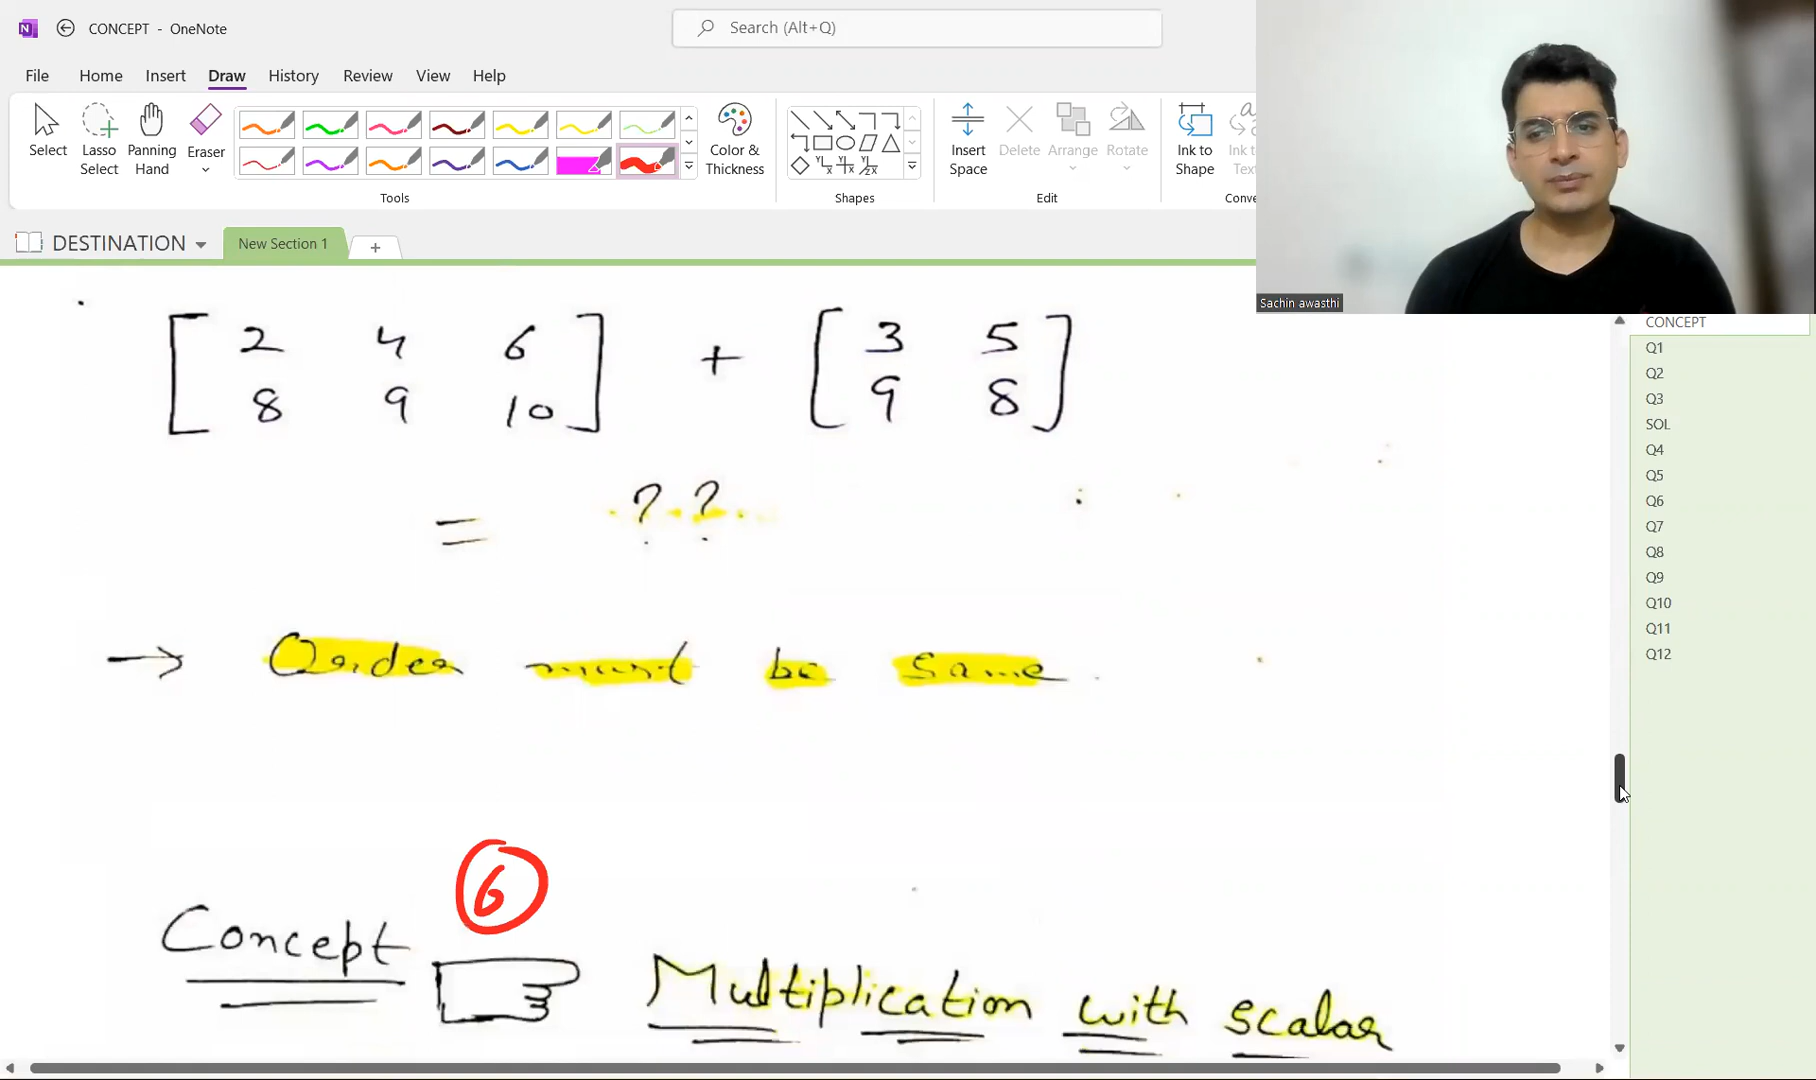 CONCEPT - OneNote
Search (Alt+Q)
File Home Insert Draw History Review View Help
Select
Lasso Select
Panning Hand
Eraser
Color & Thickness
Insert Space
Delete
Arrange
Rotate
Ink to Shape
Tools
Shapes
Edit
DESTINATION
New Section 1
+
Sachin awasthi
2 4 6
8 9 10
+
3 5
9 8
= ? ?
→ Order must be same.
6
Concept Multiplication with scalar
CONCEPT
Q1
Q2
Q3
SOL
Q4
Q5
Q6
Q7
Q8
Q9
Q10
Q11
Q12